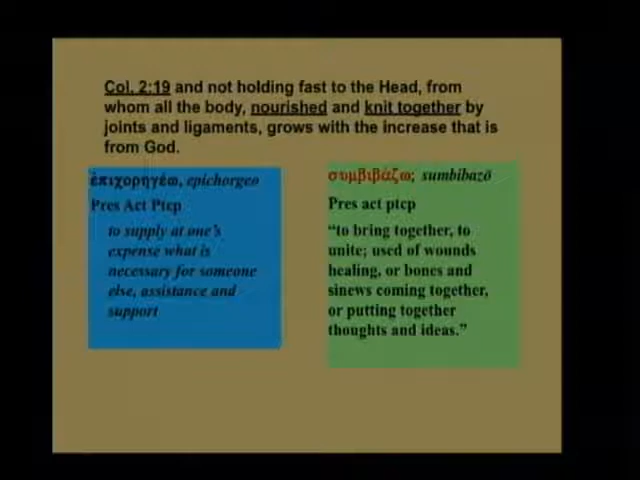 Col. 2:19 and not holding fast to the Head, from
whom all the body, nourished and knit together by
joints and ligaments, grows with the increase that is
from God.
ἐπιχορηγέω, epichorgeo
Pres Act Ptcp
to supply at one's
expense what is
necessary for someone
else, assistance and
support
συμβιβάζω; sumbibazō
Pres act ptcp
“to bring together, to
unite; used of wounds
healing, or bones and
sinews coming together,
or putting together
thoughts and ideas.”